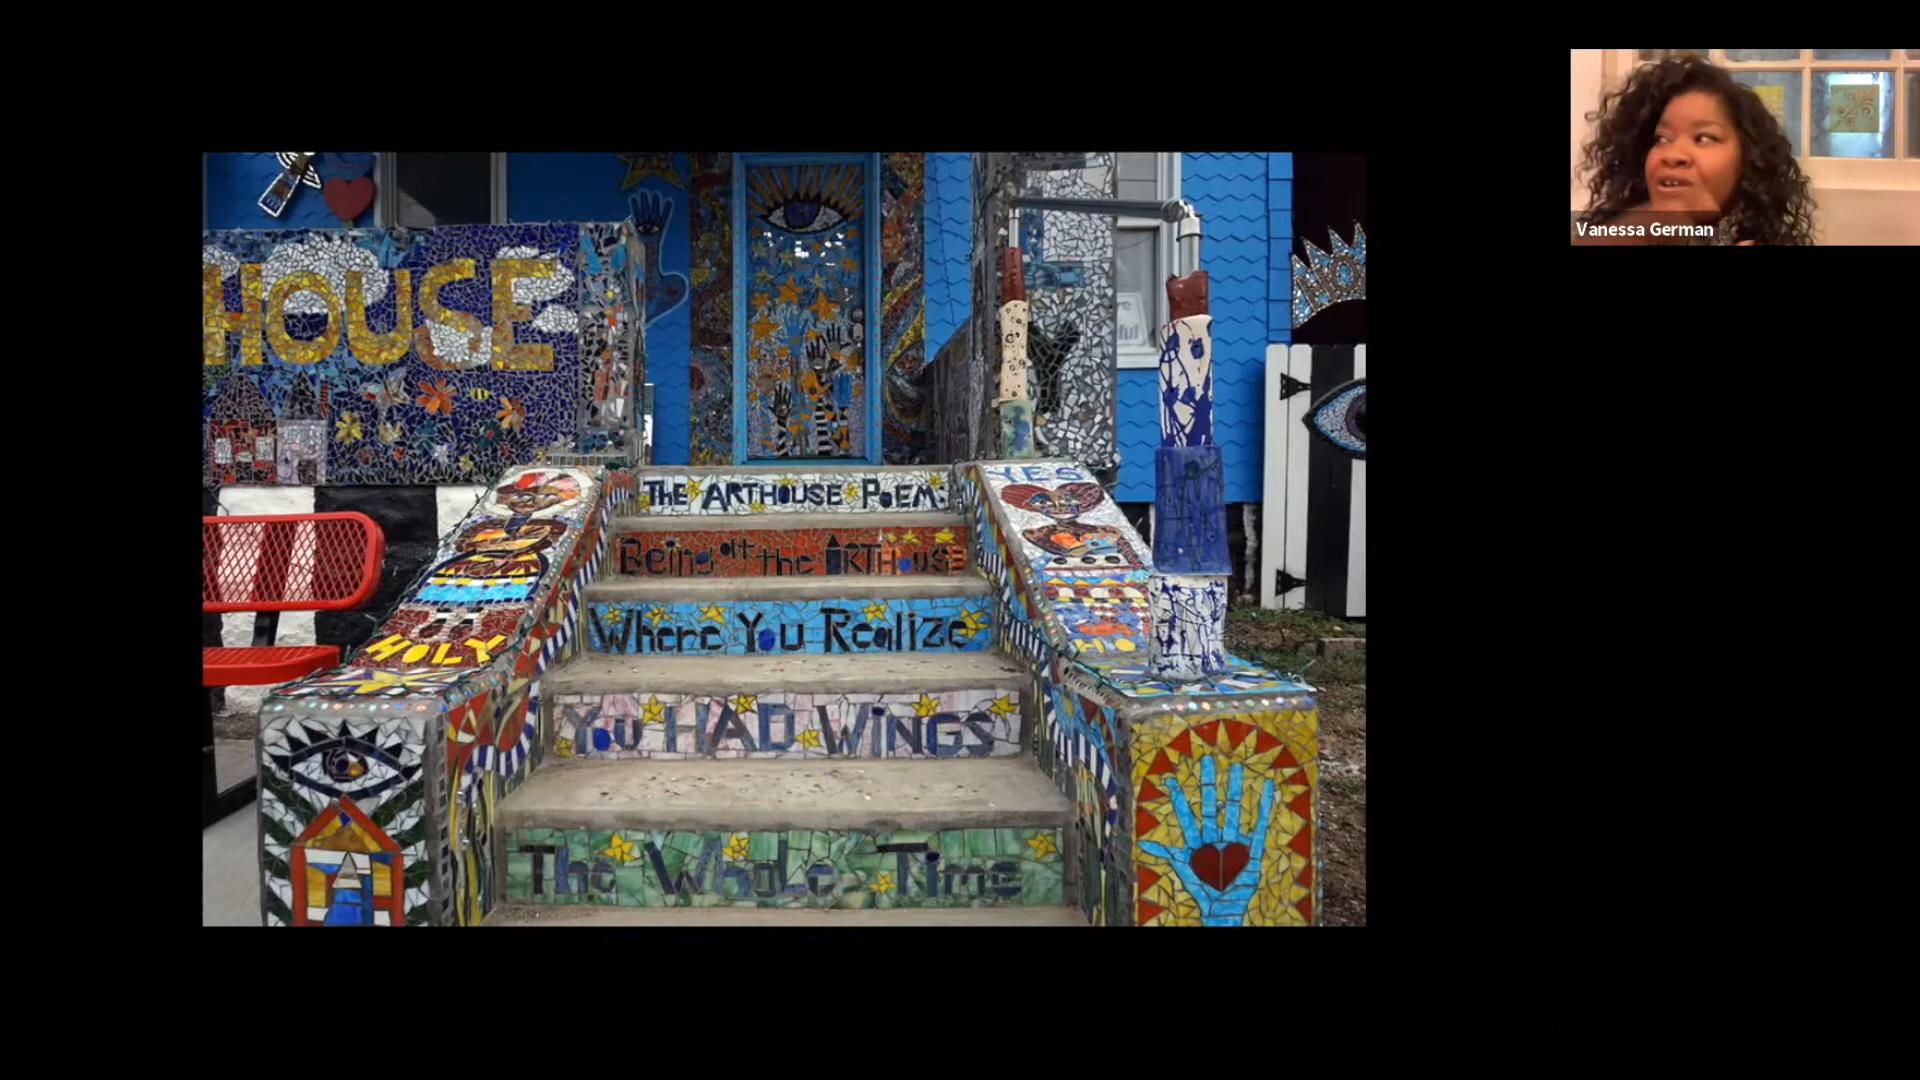 Vanessa German
HOUSE
YES
THE ARTHOUSE POEM:
Being at the ARTHOUSE
Where You Realize
HOLY
You HAD WiNGS
The WhoLe Time